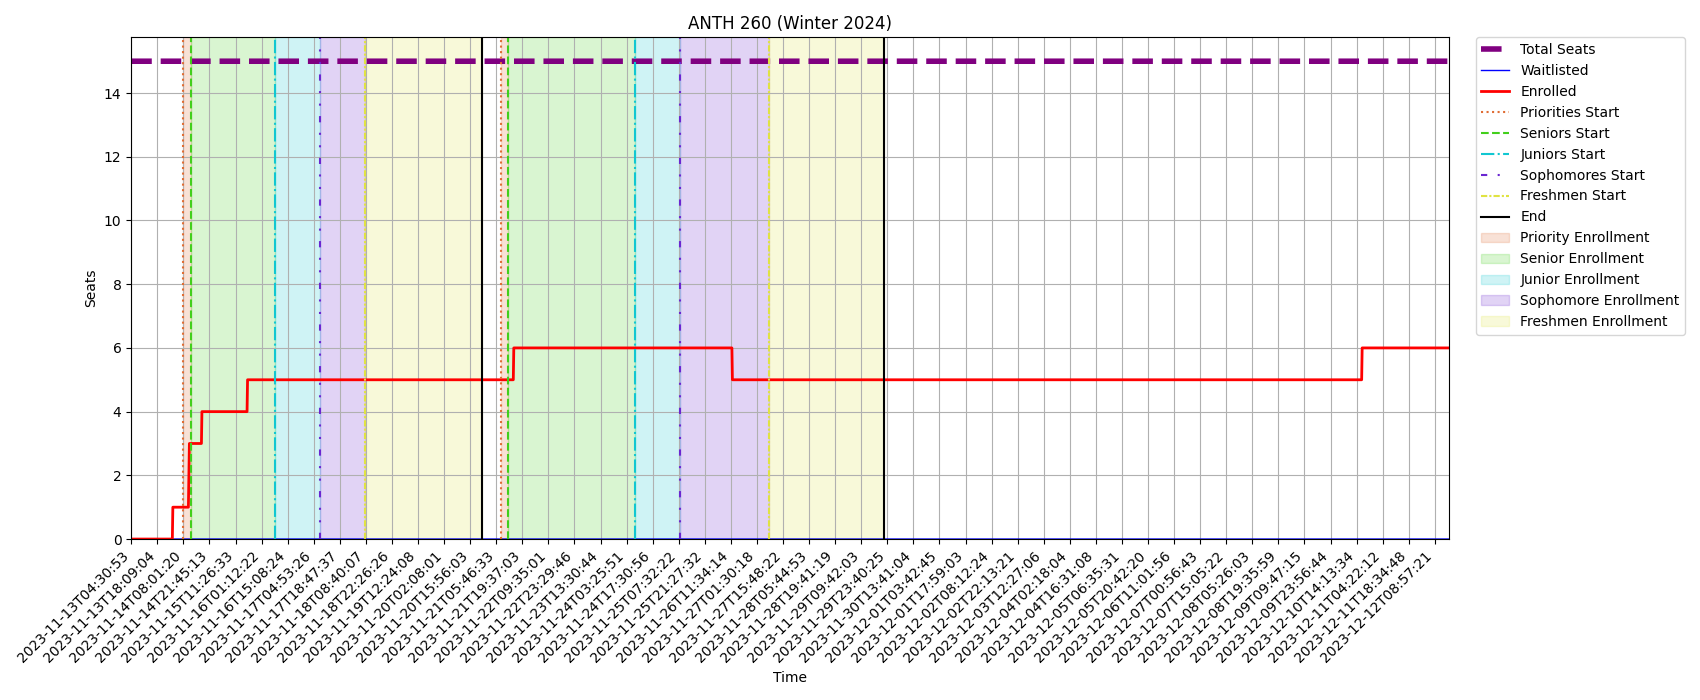 ANTH 260 (Winter 2024)
Seats
14
12
10
8
6
4
2
0
2023-11-13T04:30:53
2023-11-13T18:09:04
2023-11-14T08:01:20
2023-11-14T21:45:13
2023-11-15T11:26:33
2023-11-16T01:12:22
2023-11-16T15:08:24
2023-11-17T04:53:26
2023-11-17T18:47:37
2023-11-18T08:40:07
2023-11-18T22:26:26
2023-11-19T12:24:08
2023-11-20T02:08:01
2023-11-20T15:56:03
2023-11-21T05:46:33
2023-11-21T19:37:03
2023-11-22T09:35:01
2023-11-22T23:29:46
2023-11-23T13:30:44
2023-11-24T03:25:51
2023-11-24T17:30:56
2023-11-25T07:32:22
2023-11-25T21:27:32
2023-11-26T11:34:14
2023-11-27T01:30:18
2023-11-27T15:48:22
2023-11-28T05:44:53
2023-11-28T19:41:19
2023-11-29T09:42:03
2023-11-29T23:40:25
2023-11-30T13:41:04
2023-12-01T03:42:45
2023-12-01T17:59:03
2023-12-02T08:12:24
2023-12-02T22:13:21
2023-12-03T12:27:06
2023-12-04T02:18:04
2023-12-04T16:31:08
2023-12-05T06:35:31
2023-12-05T20:42:20
2023-12-06T11:01:56
2023-12-07T00:56:43
2023-12-07T15:05:22
2023-12-08T05:26:03
2023-12-08T19:35:59
2023-12-09T09:47:15
2023-12-09T23:56:44
2023-12-10T14:13:34
2023-12-11T04:22:12
2023-12-11T18:34:48
2023-12-12T08:57:21
Time
Total Seats
Waitlisted
Enrolled
Priorities Start
Seniors Start
Juniors Start
Sophomores Start
Freshmen Start
End
Priority Enrollment
Senior Enrollment
Junior Enrollment
Sophomore Enrollment
Freshmen Enrollment